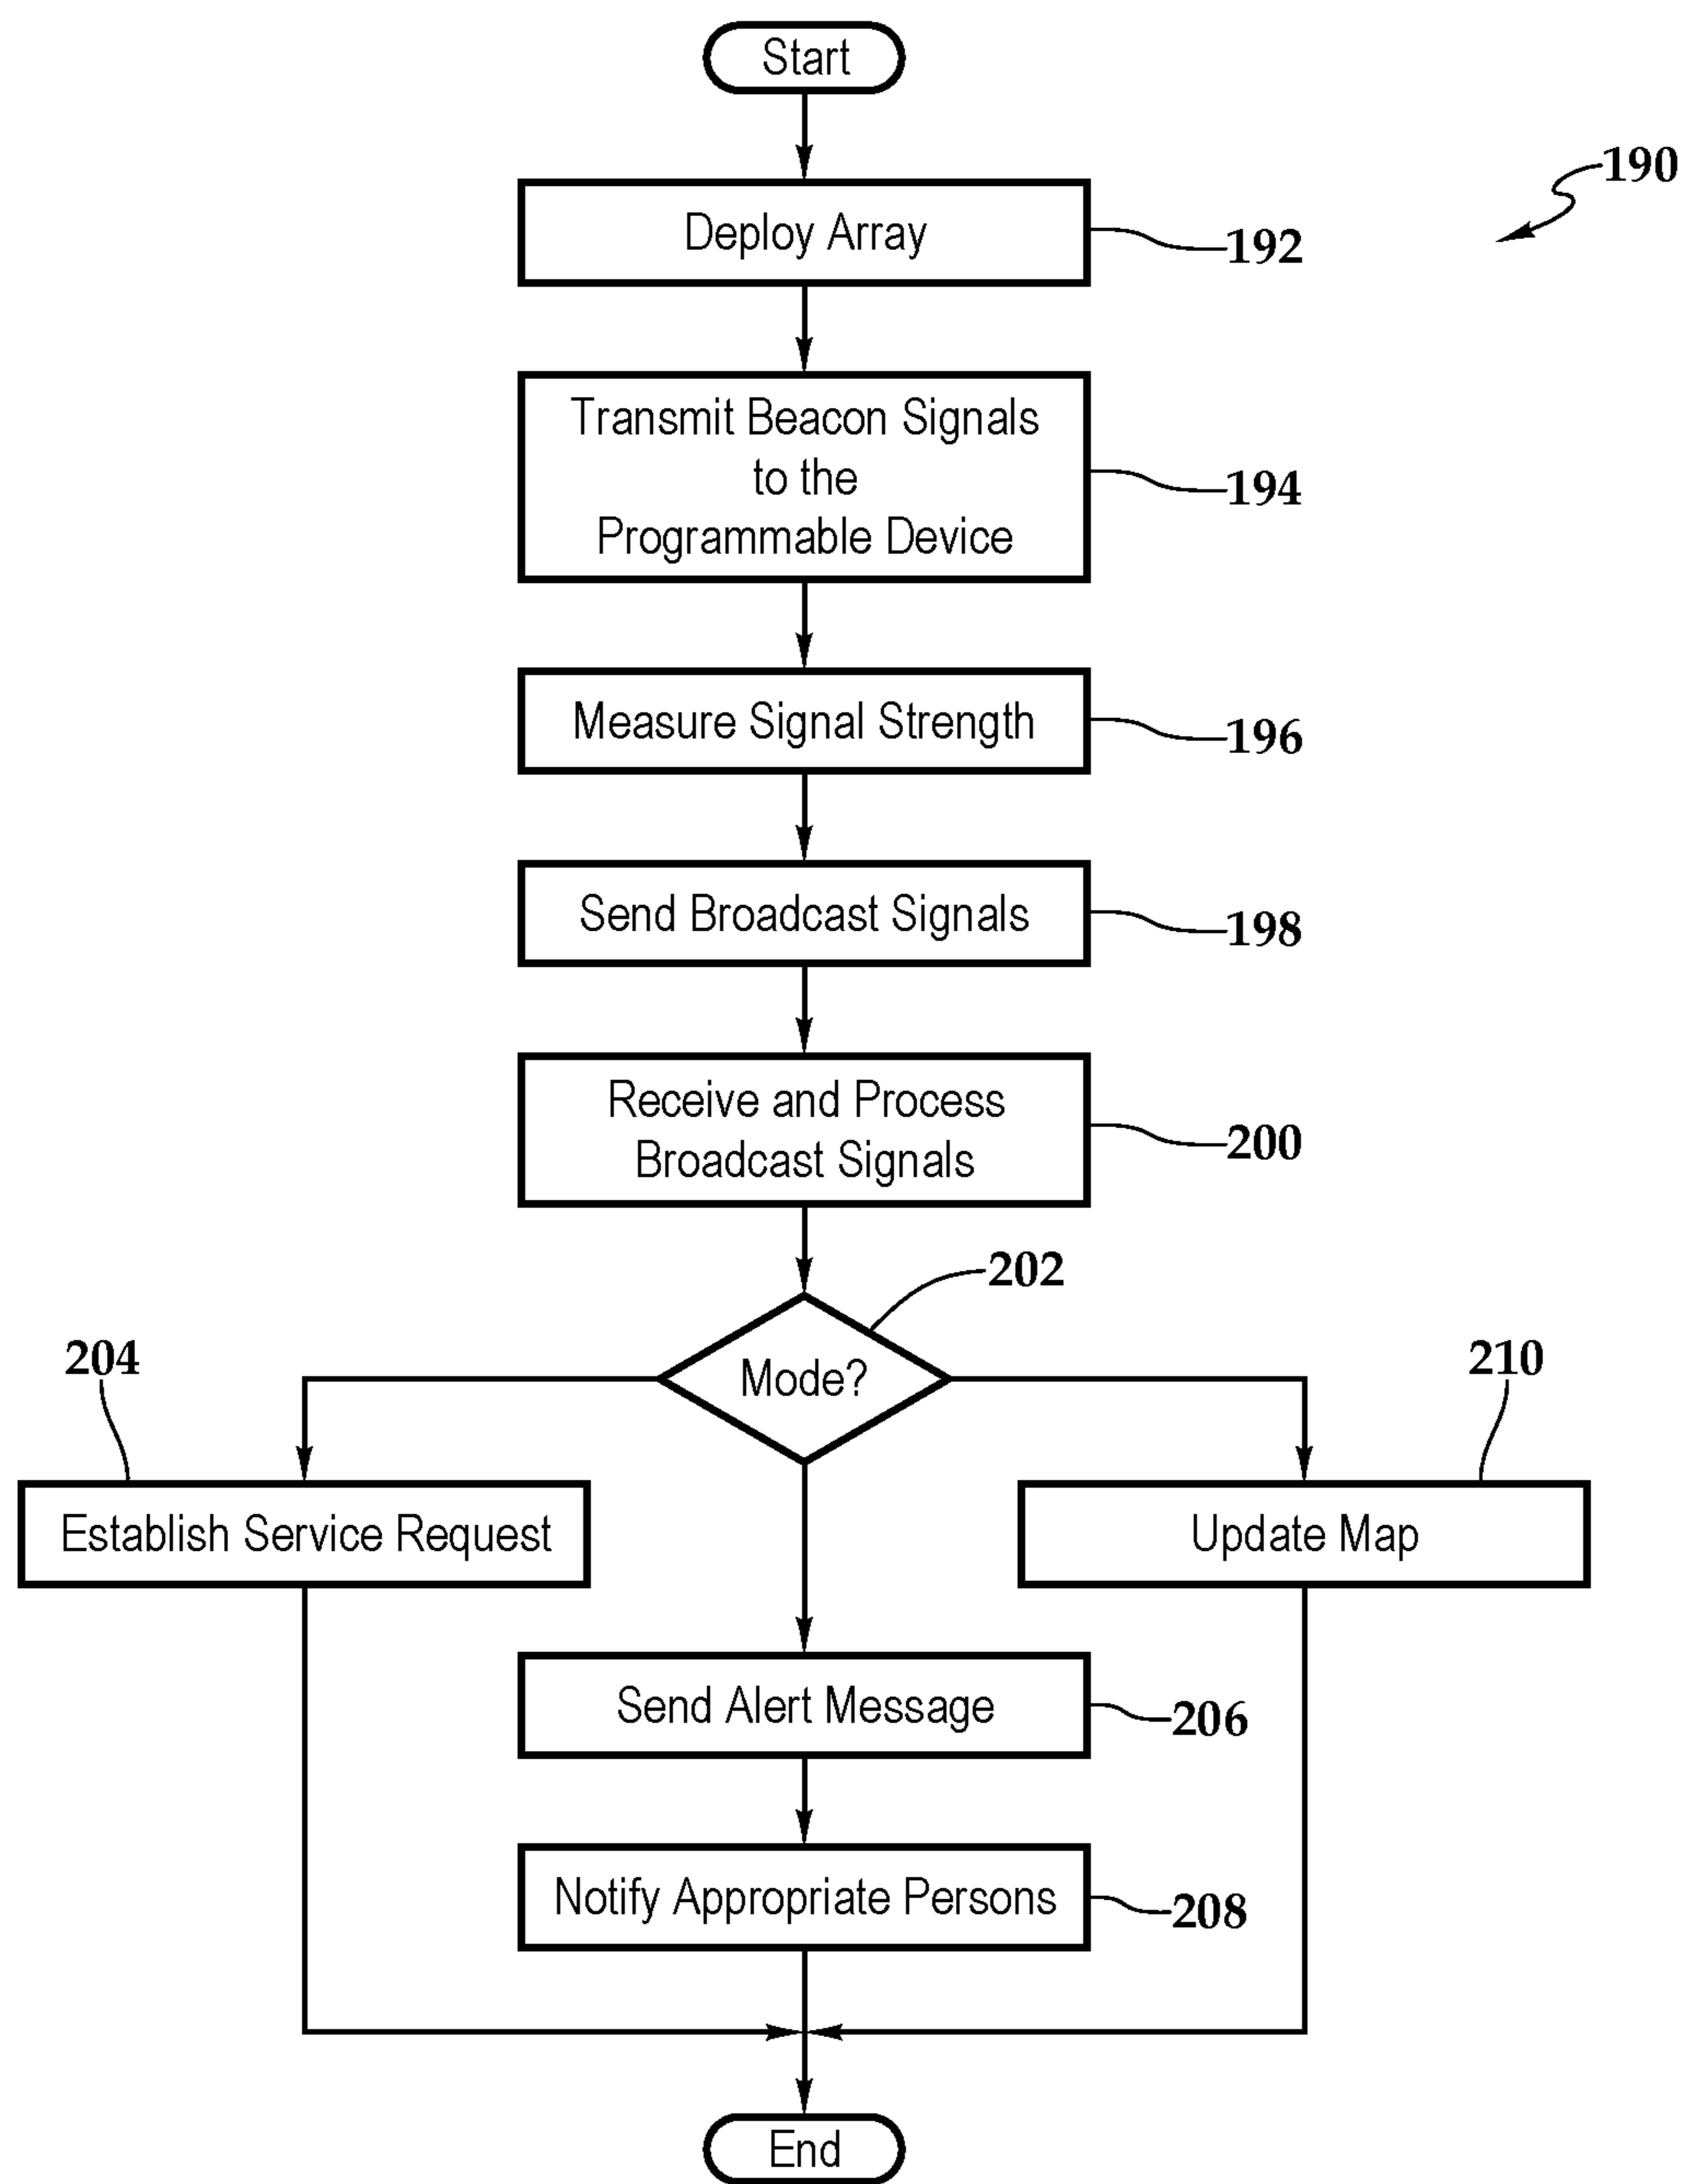 Start
190
Deploy Array
192
Transmit Beacon Signals
to the
Programmable Device
194
Measure Signal Strength
196
Send Broadcast Signals
198
Receive and Process
Broadcast Signals
200
202
Mode?
204
210
Establish Service Request
Update Map
Send Alert Message
206
Notify Appropriate Persons
208
End